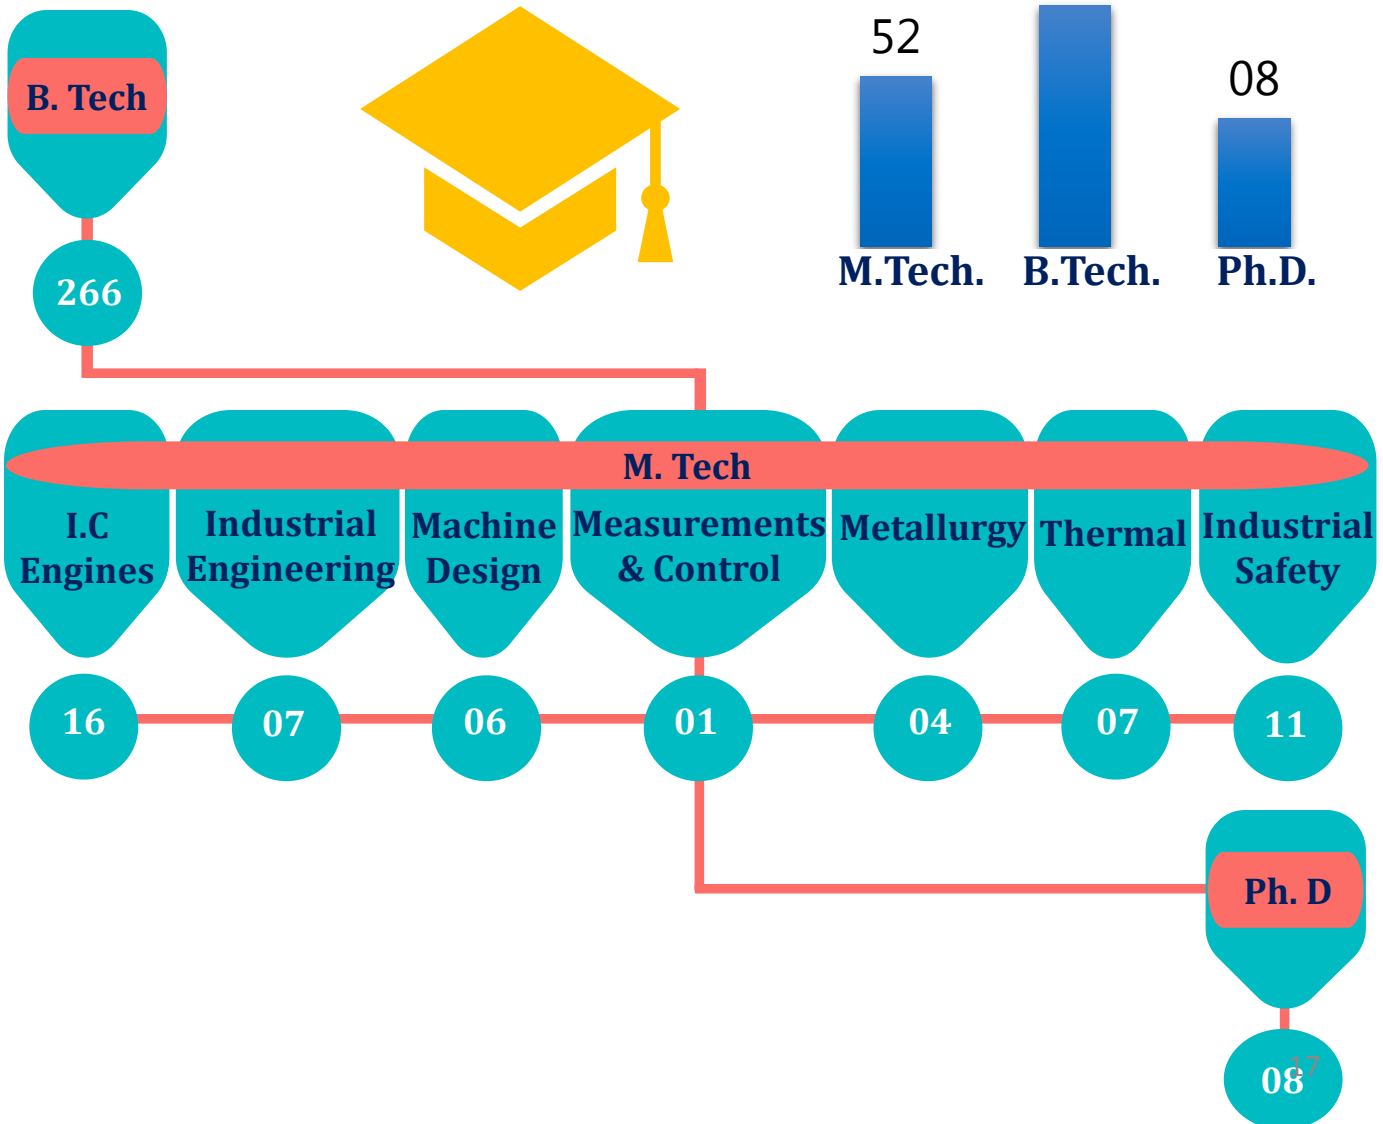 B. Tech
266
52
08
M.Tech.
B.Tech.
Ph.D.
M. Tech
I.C
Engines
Industrial
Engineering
Machine
Design
Measurements
& Control
Metallurgy
Thermal
Industrial
Safety
16
07
06
01
04
07
11
Ph. D
08
17